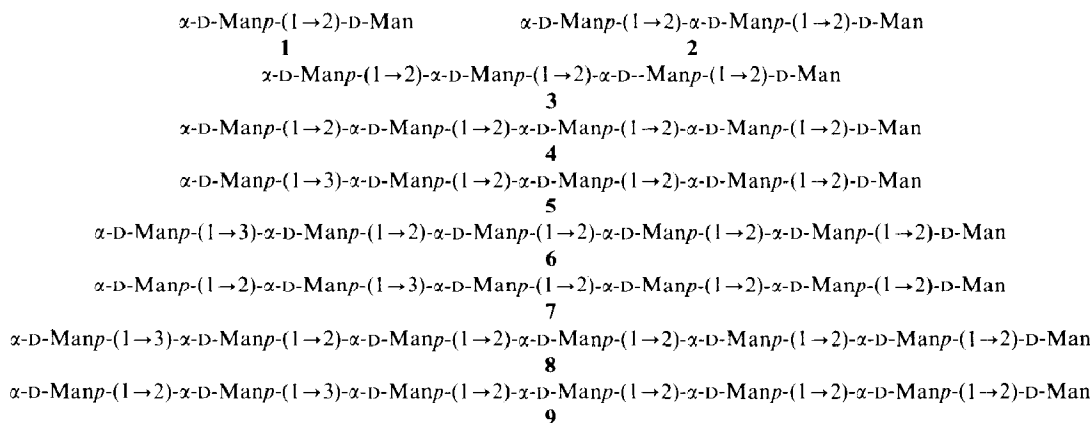 α-D-Manp-(1→2)-D-Man α-D-Manp-(1→2)-α-D-Manp-(1→2)-D-Man
1 2
α-D-Manp-(1→2)-α-D-Manp-(1→2)-α-D--Manp-(1→2)-D-Man
3
α-D-Manp-(1→2)-α-D-Manp-(1→2)-α-D-Manp-(1→2)-α-D-Manp-(1→2)-D-Man
4
α-D-Manp-(1→3)-α-D-Manp-(1→2)-α-D-Manp-(1→2)-α-D-Manp-(1→2)-D-Man
5
α-D-Manp-(1→3)-α-D-Manp-(1→2)-α-D-Manp-(1→2)-α-D-Manp-(1→2)-α-D-Manp-(1→2)-D-Man
6
α-D-Manp-(1→2)-α-D-Manp-(1→3)-α-D-Manp-(1→2)-α-D-Manp-(1→2)-α-D-Manp-(1→2)-D-Man
7
α-D-Manp-(1→3)-α-D-Manp-(1→2)-α-D-Manp-(1→2)-α-D-Manp-(1→2)-α-D-Manp-(1→2)-α-D-Manp-(1→2)-D-Man
8
α-D-Manp-(1→2)-α-D-Manp-(1→3)-α-D-Manp-(1→2)-α-D-Manp-(1→2)-α-D-Manp-(1→2)-α-D-Manp-(1→2)-D-Man
9